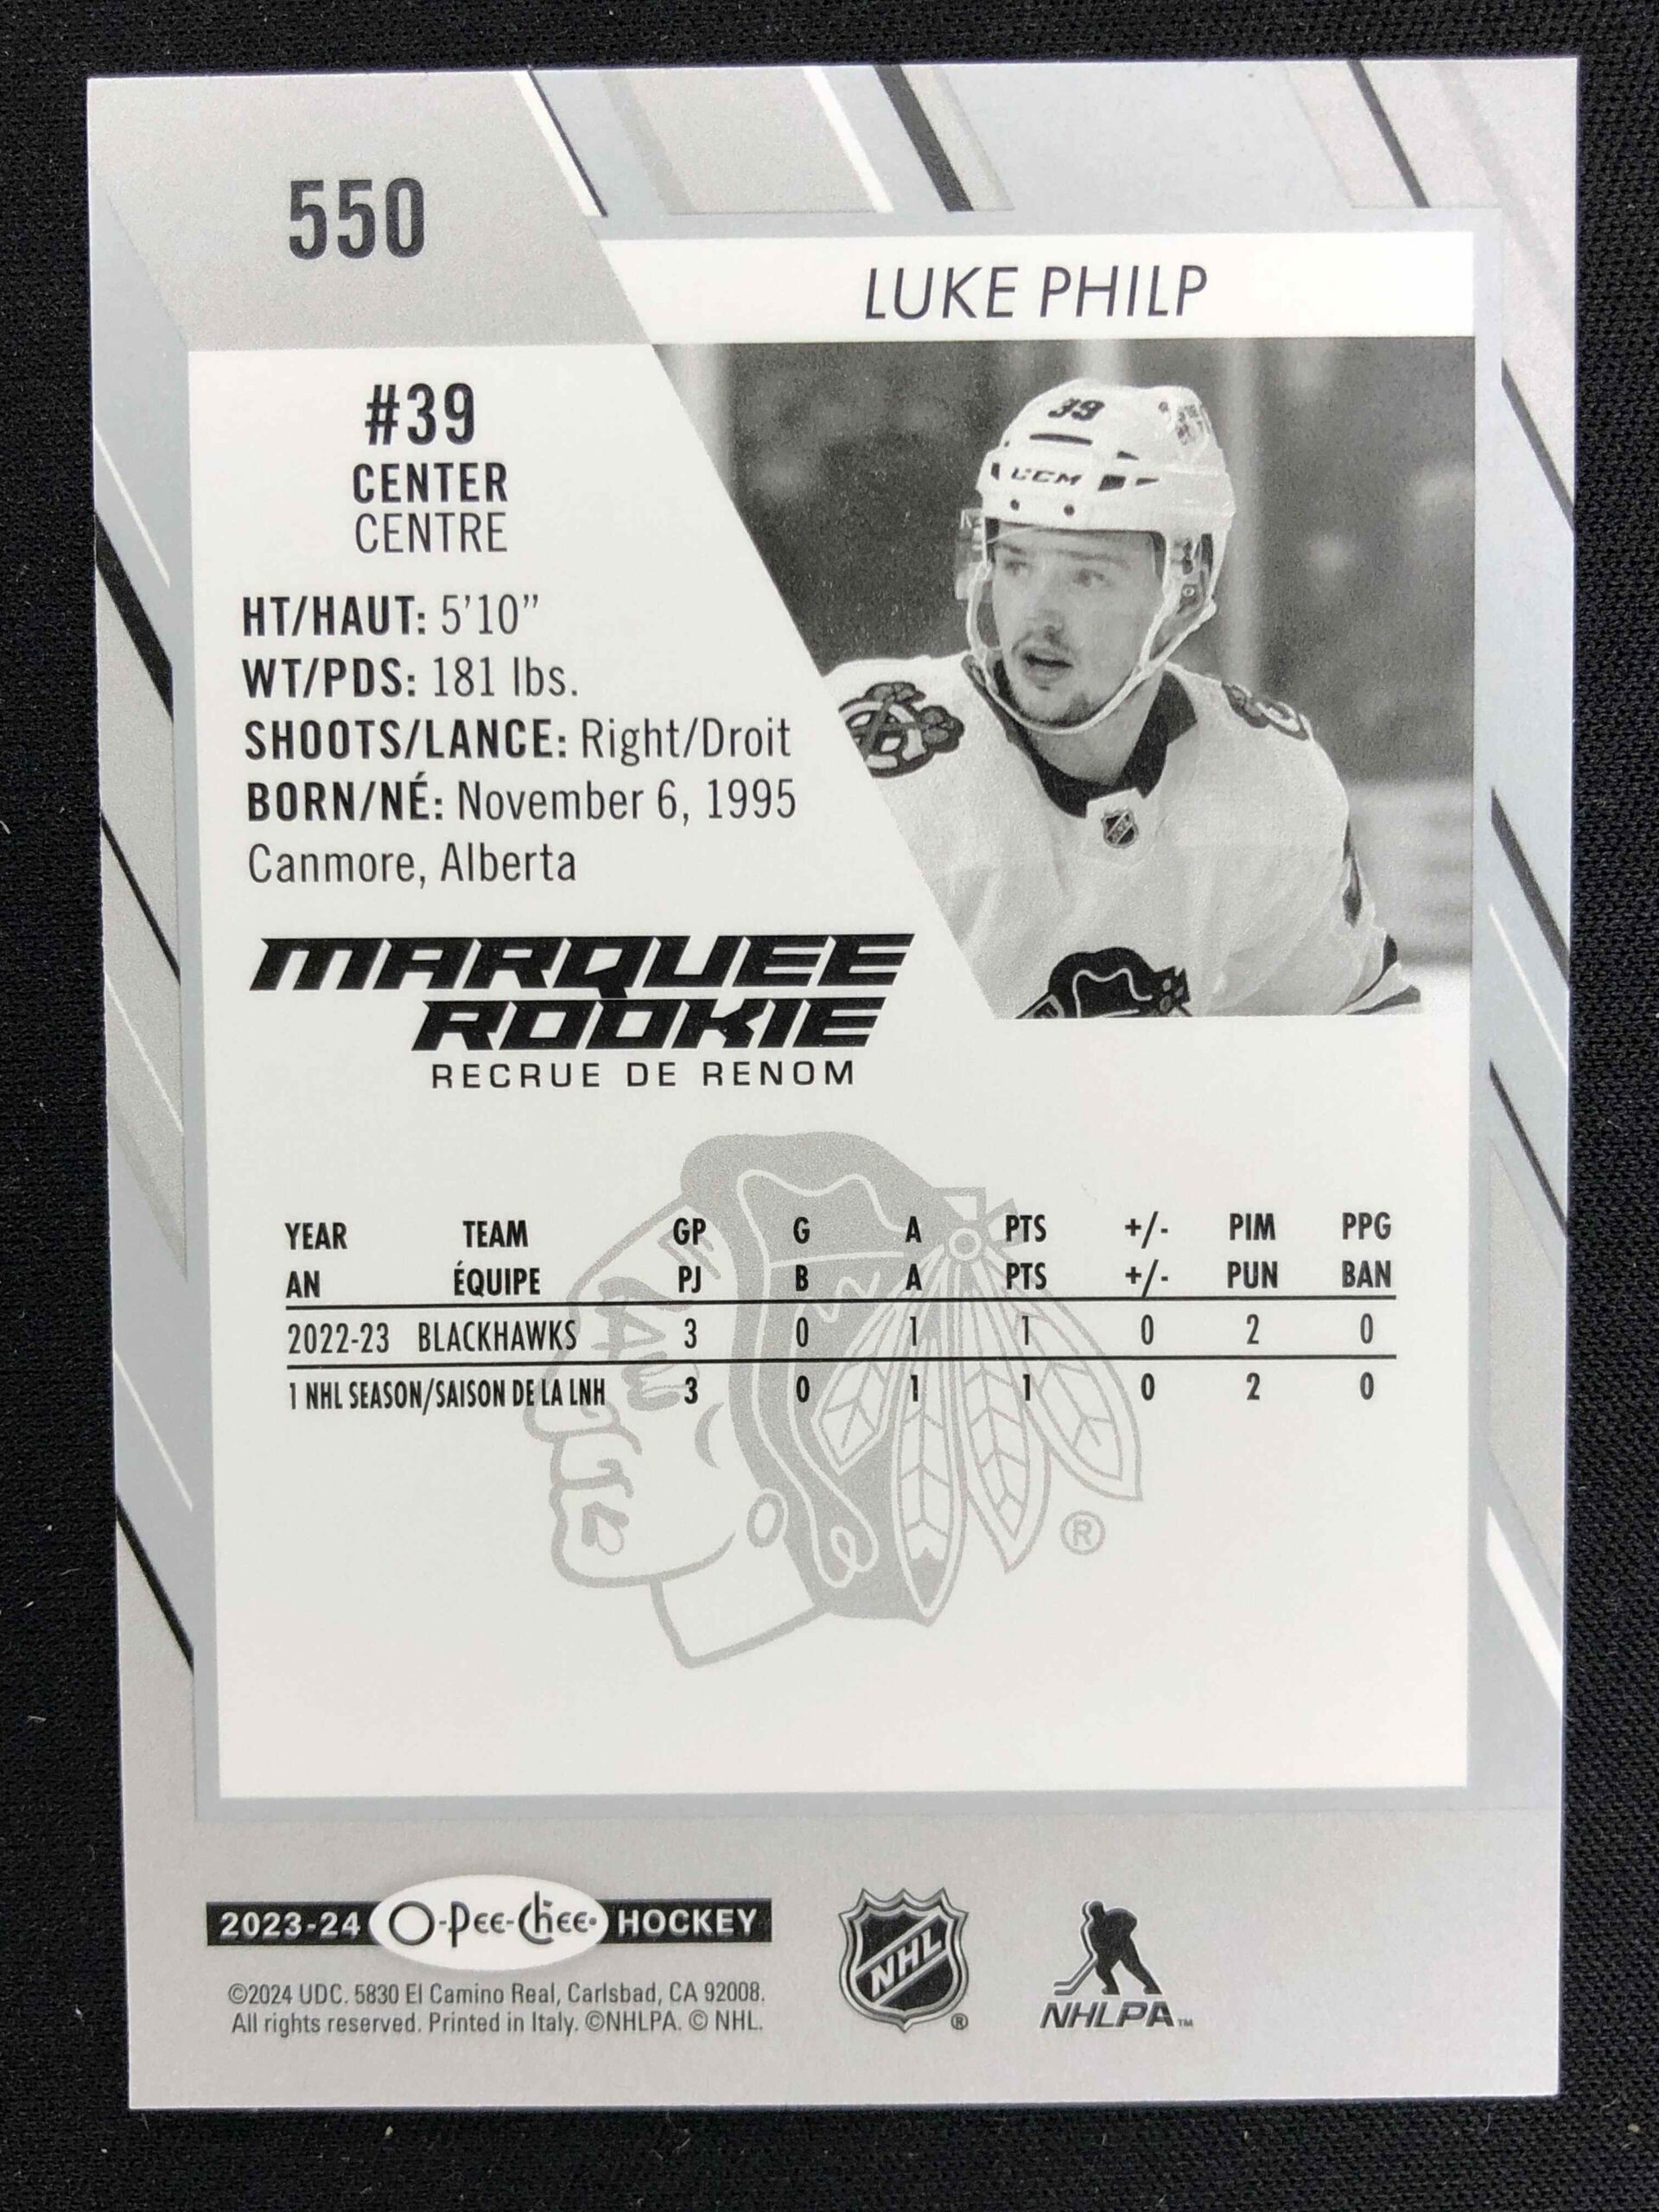 550
LUKE PHILP
#39
CENTER
CENTRE
HT/HAUT: 5'10"
WT/PDS: 181 lbs.
SHOOTS/LANCE: Right/Droit
BORN/NÉ: November 6, 1995
Canmore, Alberta
39
CCM
MARQUEE
ROOKIE
RECRUE DE RENOM
YEAR TEAM GP G A PTS +/- PIM PPG
AN ÉQUIPE PJ B A PTS +/- PUN BAN
2022-23 BLACKHAWKS 3 0 1 1 0 2 0
1 NHL SEASON/SAISON DE LA LNH 3 0 1 1 0 2 0
®
2023-24 O-Pee-Chee® HOCKEY
©2024 UDC. 5830 El Camino Real, Carlsbad, CA 92008.
All rights reserved. Printed in Italy. ©NHLPA. © NHL.
NHL ®
NHLPA™